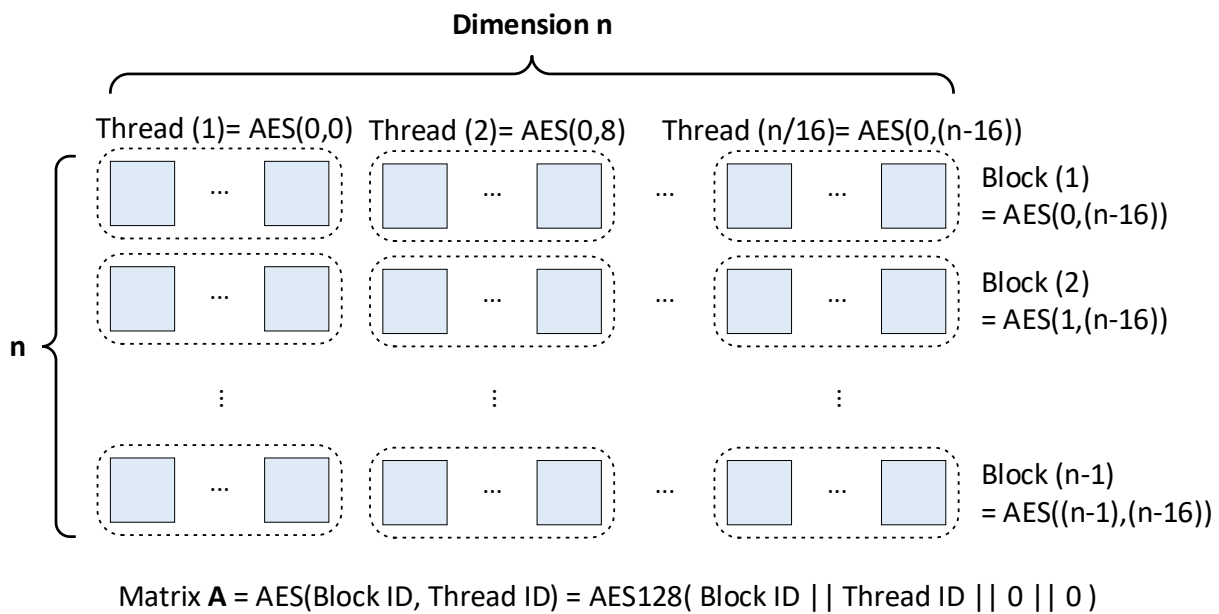 Dimension n
Thread (1)= AES(0,0) Thread (2)= AES(0,8) Thread (n/16)= AES(0,(n-16))
... ... ... ... Block (1)
= AES(0,(n-16))
... ... ... ... Block (2)
= AES(1,(n-16))
n
⋮ ⋮ ⋮
... ... ... ... Block (n-1)
= AES((n-1),(n-16))
Matrix A = AES(Block ID, Thread ID) = AES128( Block ID || Thread ID || 0 || 0 )